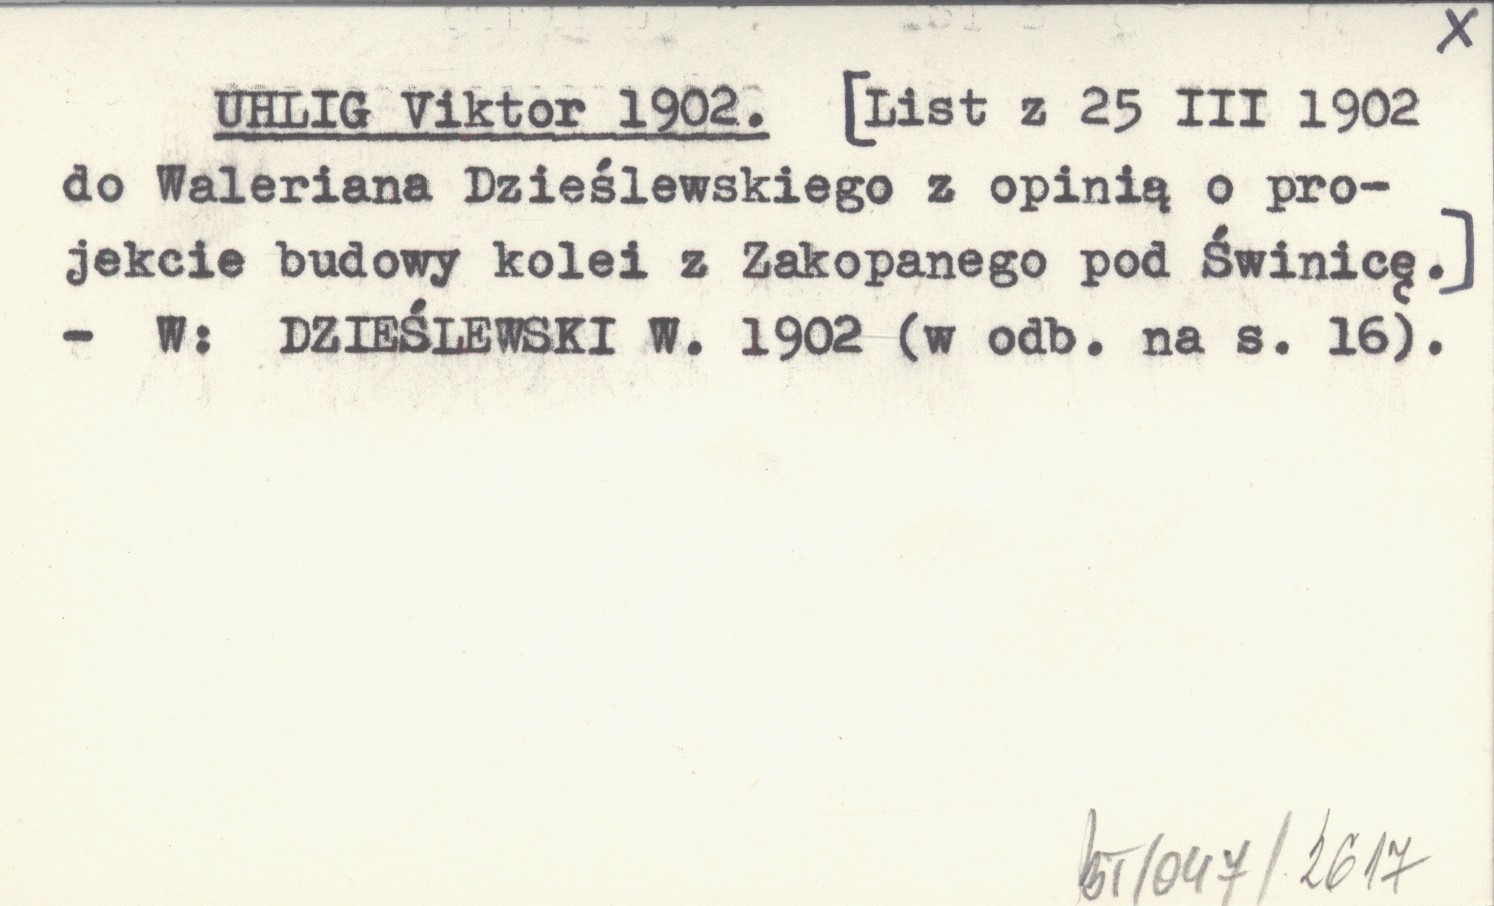 X
UHLIG Viktor 1902. [List z 25 III 1902
do Waleriana Dzieślewskiego z opinią o pro-
jekcie budowy kolei z Zakopanego pod Świnicę.]
- W: DZIEŚLEWSKI W. 1902 (w odb. na s. 16).
/047/2617